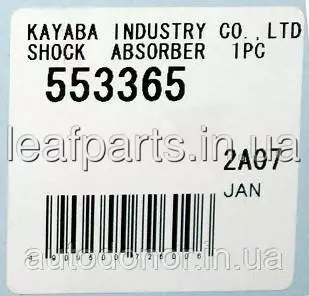 KAYABA INDUSTRY CO.,LTD
SHOCK ABSORBER 1PC
553365
leafparts.in.ua
2A07
JAN
autodonor.in.ua